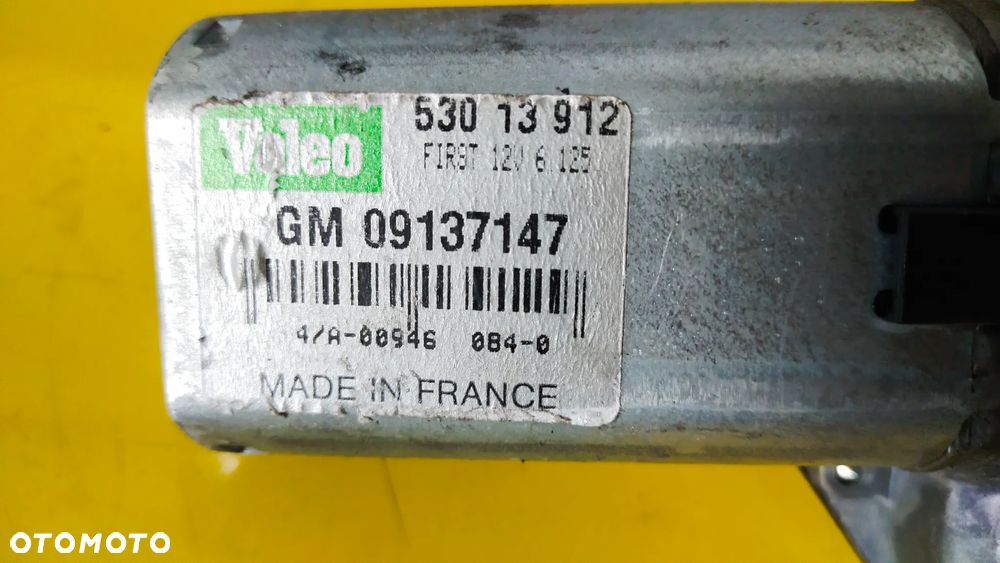 Valeo
530 13 912
FIRST 12V 6.125
GM 09137147
4/A-00946 084-0
MADE IN FRANCE
OTOMOTO